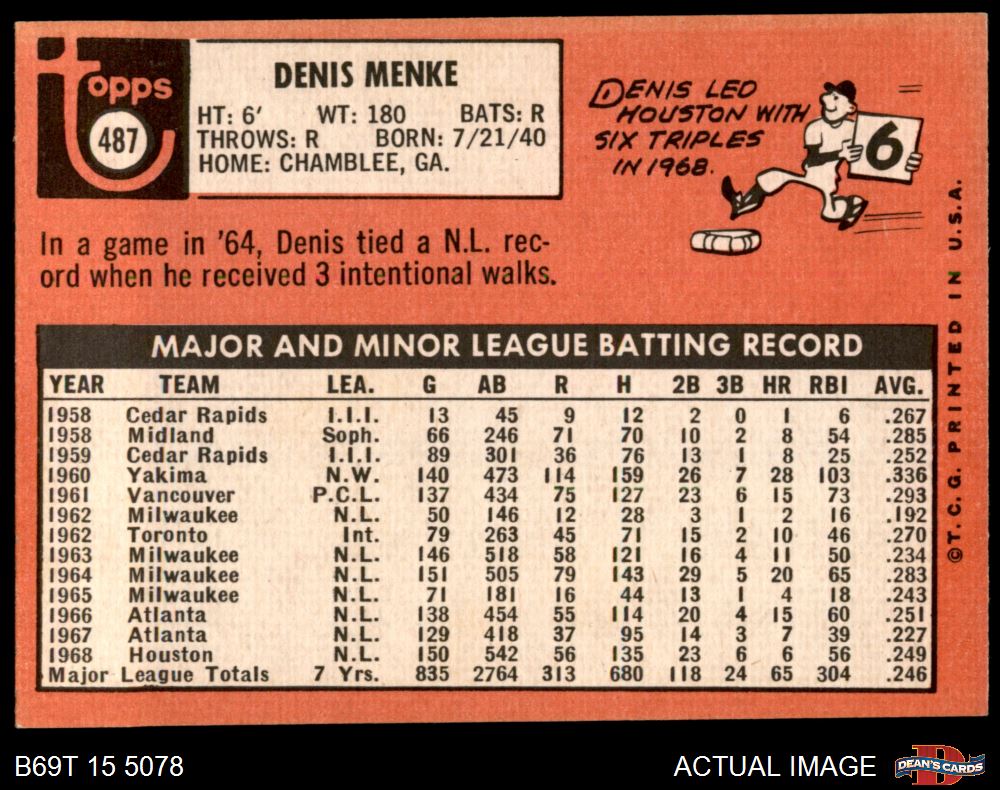 Topps
487
DENIS MENKE
HT: 6' WT: 180 BATS: R
THROWS: R BORN: 7/21/40
HOME: CHAMBLEE, GA.
DENIS LED
HOUSTON WITH
SIX TRIPLES
IN 1968.
6
In a game in '64, Denis tied a N.L. rec-
ord when he received 3 intentional walks.
MAJOR AND MINOR LEAGUE BATTING RECORD
YEAR TEAM LEA. G AB R H 2B 3B HR RBI AVG.
1958 Cedar Rapids I.I.I. 13 45 9 12 2 0 1 6 .267
1958 Midland Soph. 66 246 71 70 10 2 8 54 .285
1959 Cedar Rapids I.I.I. 89 301 36 76 13 1 8 25 .252
1960 Yakima N.W. 140 473 114 159 26 7 28 103 .336
1961 Vancouver P.C.L. 137 434 75 127 23 6 15 73 .293
1962 Milwaukee N.L. 50 146 12 28 3 1 2 16 .192
1962 Toronto Int. 79 263 45 71 15 2 10 46 .270
1963 Milwaukee N.L. 146 518 58 121 16 4 11 50 .234
1964 Milwaukee N.L. 151 505 79 143 29 5 20 65 .283
1965 Milwaukee N.L. 71 181 16 44 13 1 4 18 .243
1966 Atlanta N.L. 138 454 55 114 20 4 15 60 .251
1967 Atlanta N.L. 129 418 37 95 14 3 7 39 .227
1968 Houston N.L. 150 542 56 135 23 6 6 56 .249
Major League Totals 7 Yrs. 835 2764 313 680 118 24 65 304 .246
©T.C.G. PRINTED IN U.S.A.
B69T 15 5078
ACTUAL IMAGE
D
DEAN'S CARDS